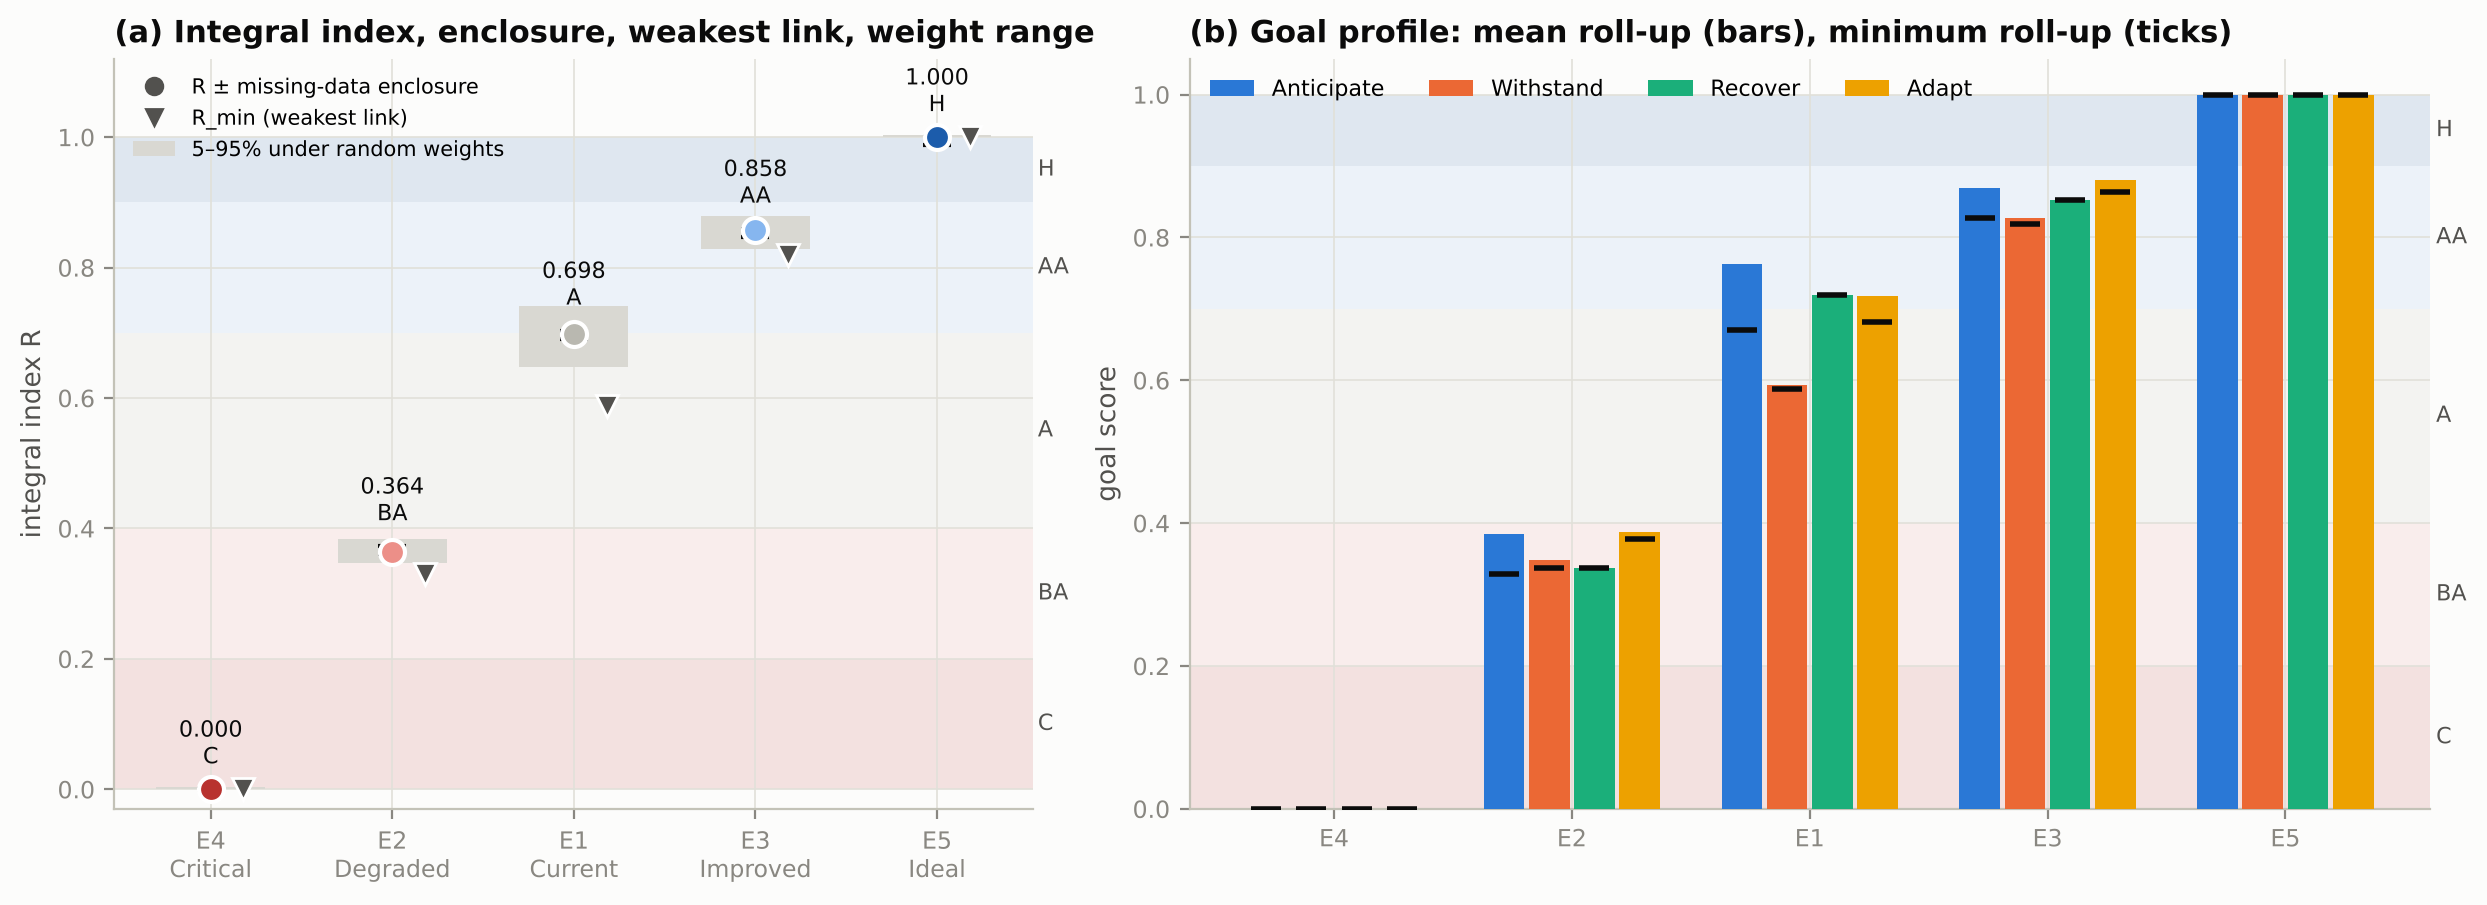 (a) Integral index, enclosure, weakest link, weight range
R ± missing-data enclosure
R_min (weakest link)
5–95% under random weights
integral index R
1.0
0.8
0.6
0.4
0.2
0.0
0.000
C
0.364
BA
0.698
A
0.858
AA
1.000
H
H
AA
A
BA
C
E4
Critical
E2
Degraded
E1
Current
E3
Improved
E5
Ideal
(b) Goal profile: mean roll-up (bars), minimum roll-up (ticks)
Anticipate
Withstand
Recover
Adapt
goal score
1.0
0.8
0.6
0.4
0.2
0.0
H
AA
A
BA
C
E4
E2
E1
E3
E5